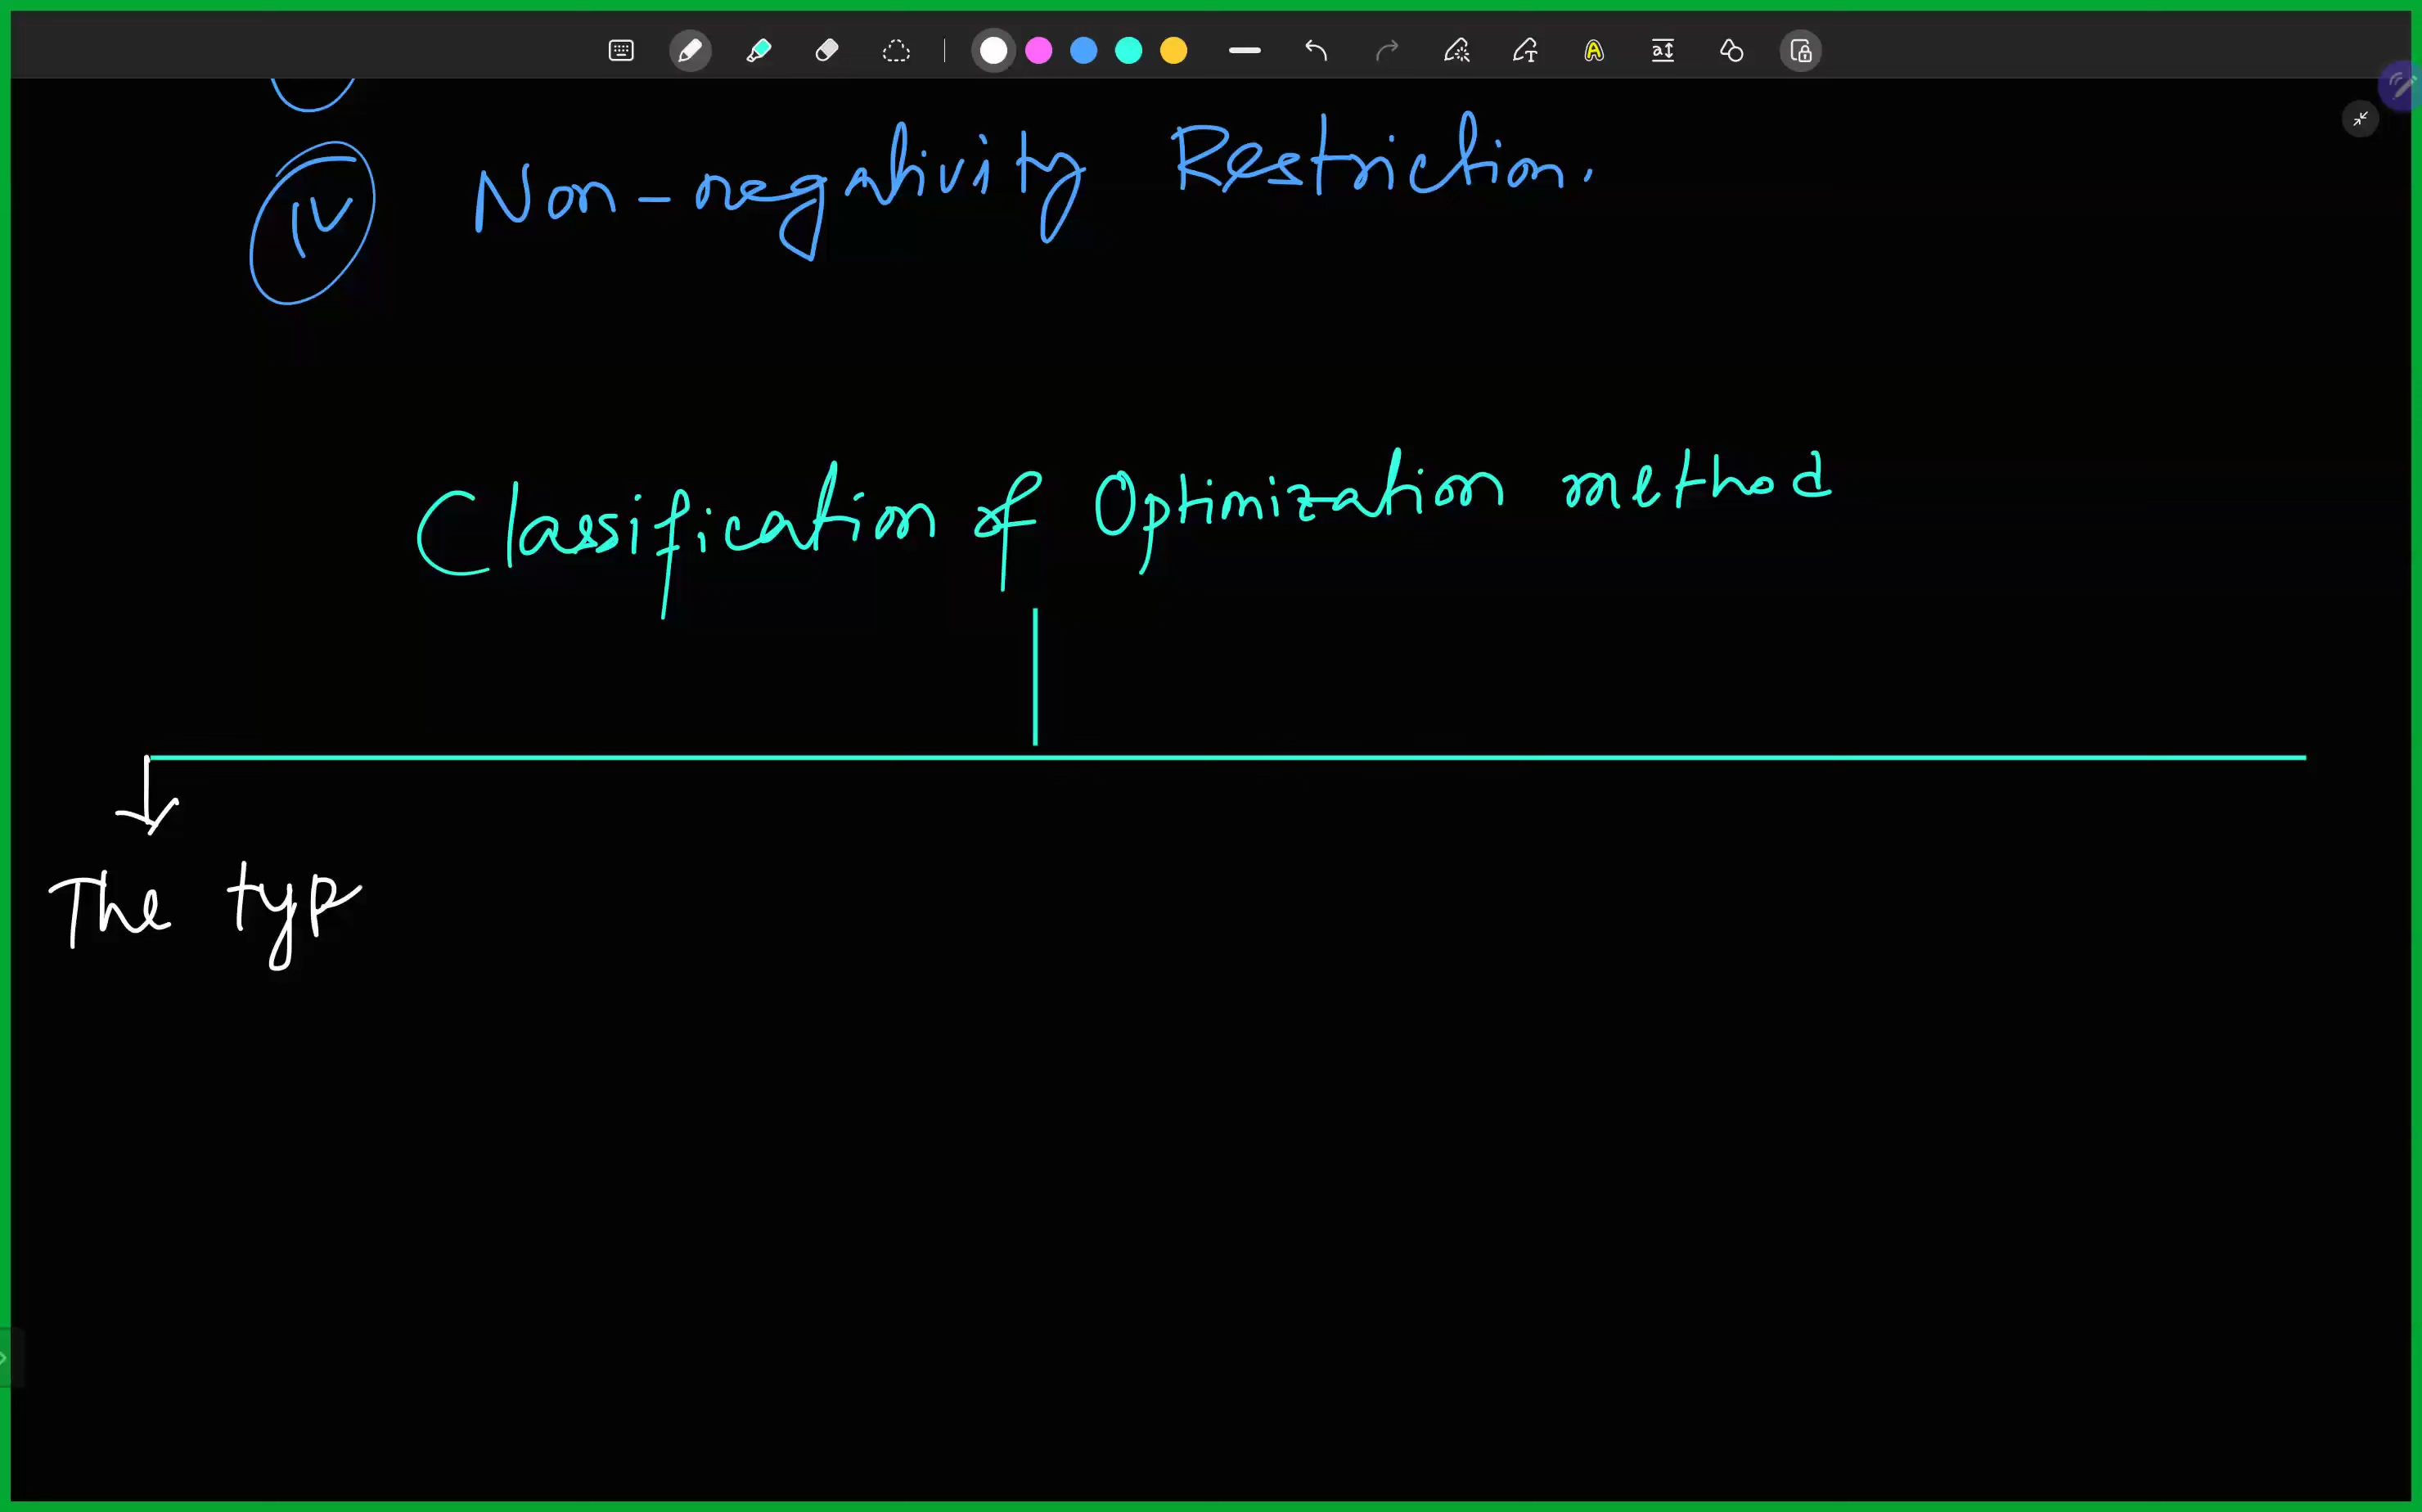 IV Non-negativity Restriction.
Classification of Optimization method
The typ